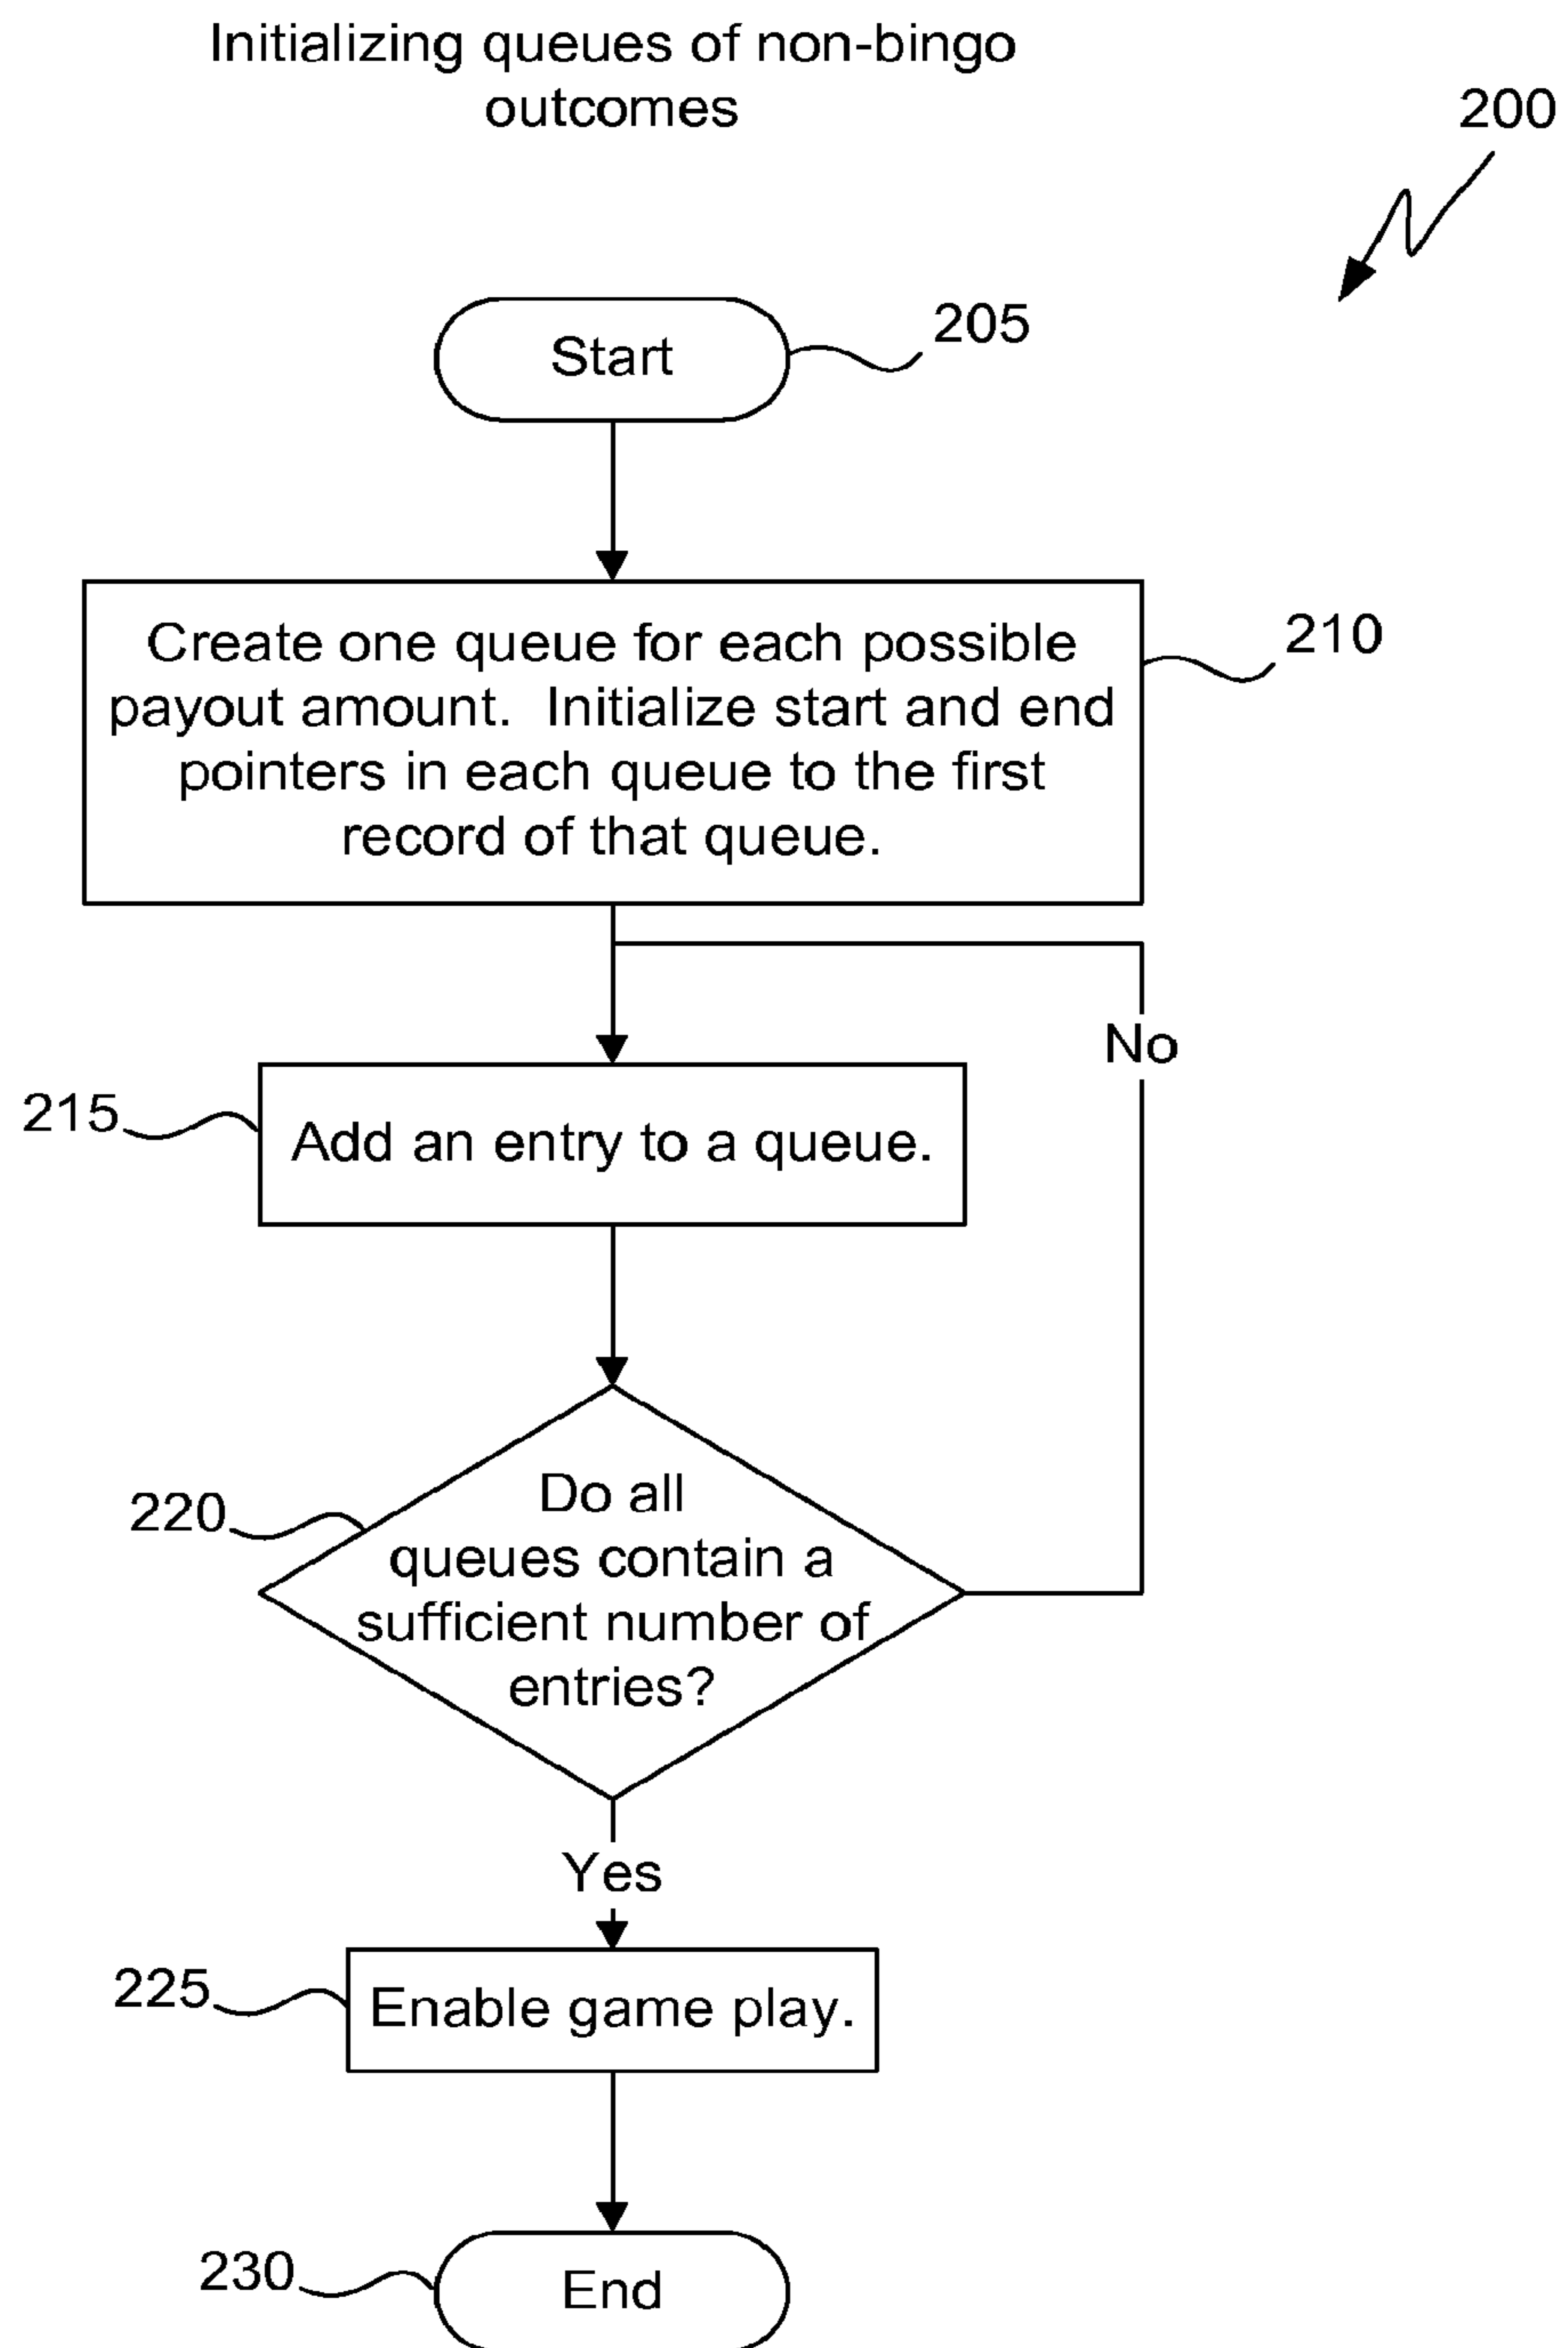 Initializing queues of non-bingo
outcomes
200
Start
205
Create one queue for each possible
payout amount.  Initialize start and end
pointers in each queue to the first
record of that queue.
210
No
215
Add an entry to a queue.
220
Do all
queues contain a
sufficient number of
entries?
Yes
225
Enable game play.
230
End